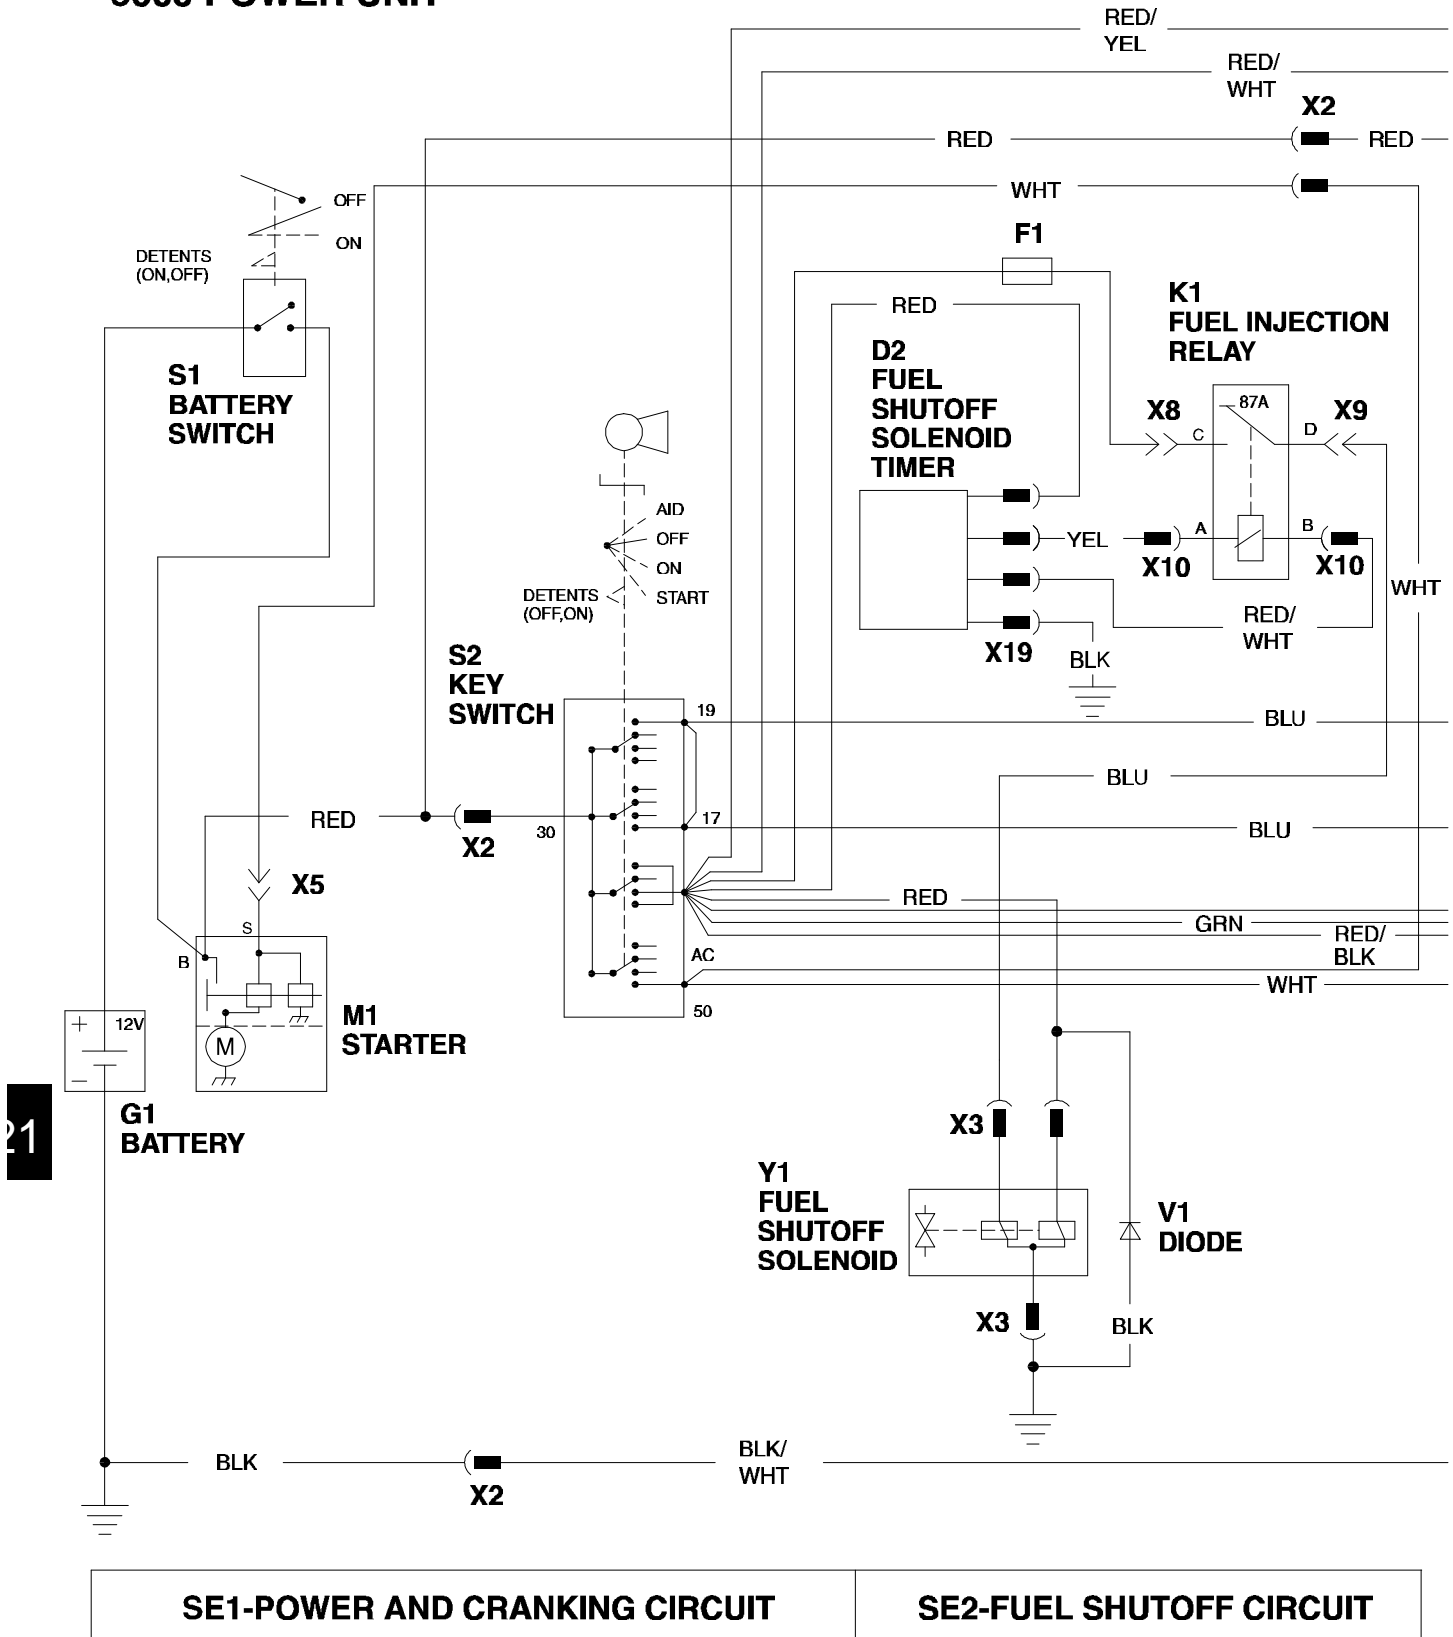 RED/
YEL
RED/
WHT
X2
RED
RED
WHT
OFF
ON
DETENTS
(ON,OFF)
F1
K1
FUEL INJECTION
RELAY
RED
D2
FUEL
SHUTOFF
SOLENOID
TIMER
S1
BATTERY
SWITCH
87A
X8
X9
C
D
AID
OFF
ON
START
DETENTS
(OFF,ON)
YEL
A
B
X10
X10
WHT
RED/
WHT
X19
BLK
S2
KEY
SWITCH
19
BLU
BLU
RED
X2
30
17
BLU
X5
RED
GRN
RED/
BLK
S
B
AC
WHT
50
M1
STARTER
M
+
12V
−
G1
BATTERY
21
X3
Y1
FUEL
SHUTOFF
SOLENOID
V1
DIODE
X3
BLK
BLK
X2
BLK/
WHT
SE1-POWER AND CRANKING CIRCUIT
SE2-FUEL SHUTOFF CIRCUIT